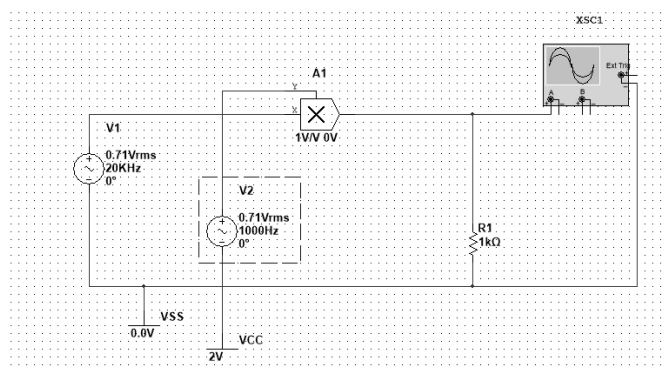 XSC1
Ext Trig
+
-
A
B
+ - + -
A1
Y
X
1V/V 0V
V1
+
-
0.71Vrms
20KHz
0°
V2
+
-
0.71Vrms
1000Hz
0°
R1
1kΩ
VSS
0.0V
VCC
2V